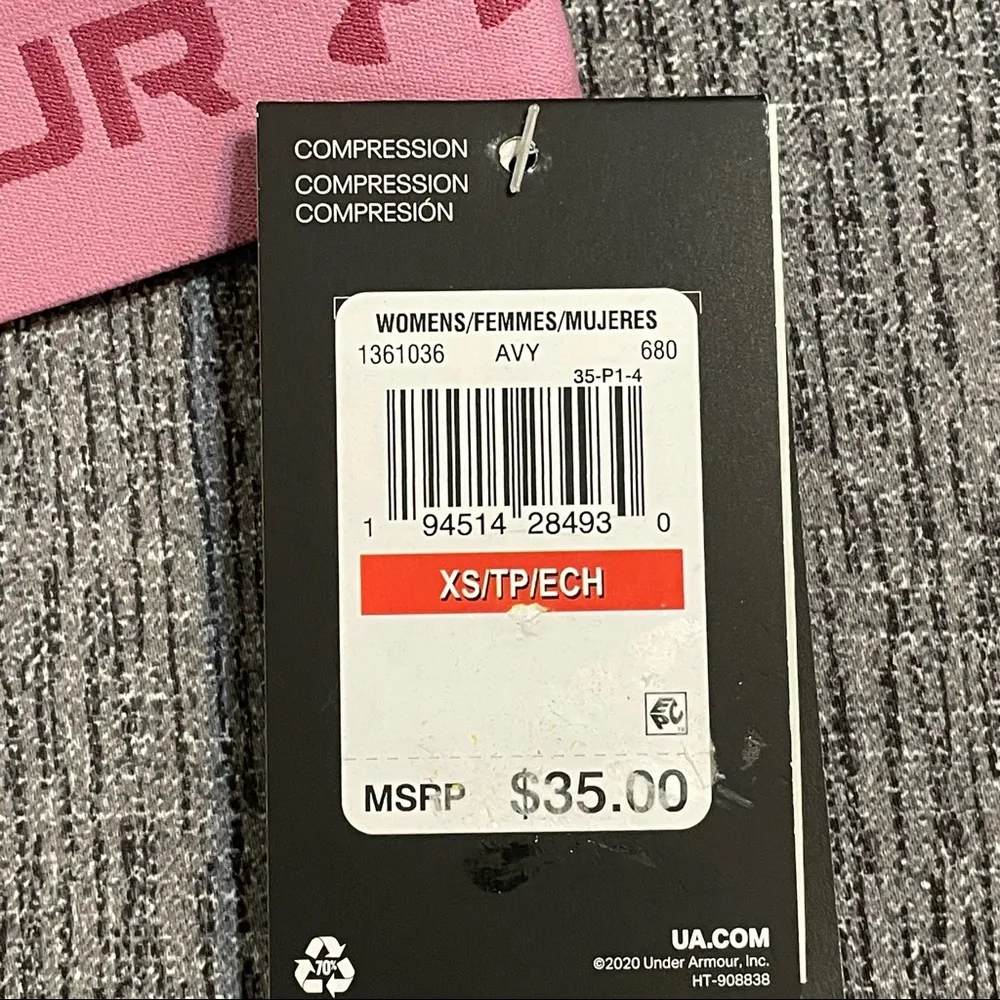 UR A
COMPRESSION
COMPRESSION
COMPRESIÓN
WOMENS/FEMMES/MUJERES
1361036 AVY 680
35-P1-4
1 94514 28493 0
XS/TP/ECH
EPC
MSRP $35.00
70%
UA.COM
©2020 Under Armour, Inc.
HT-908838